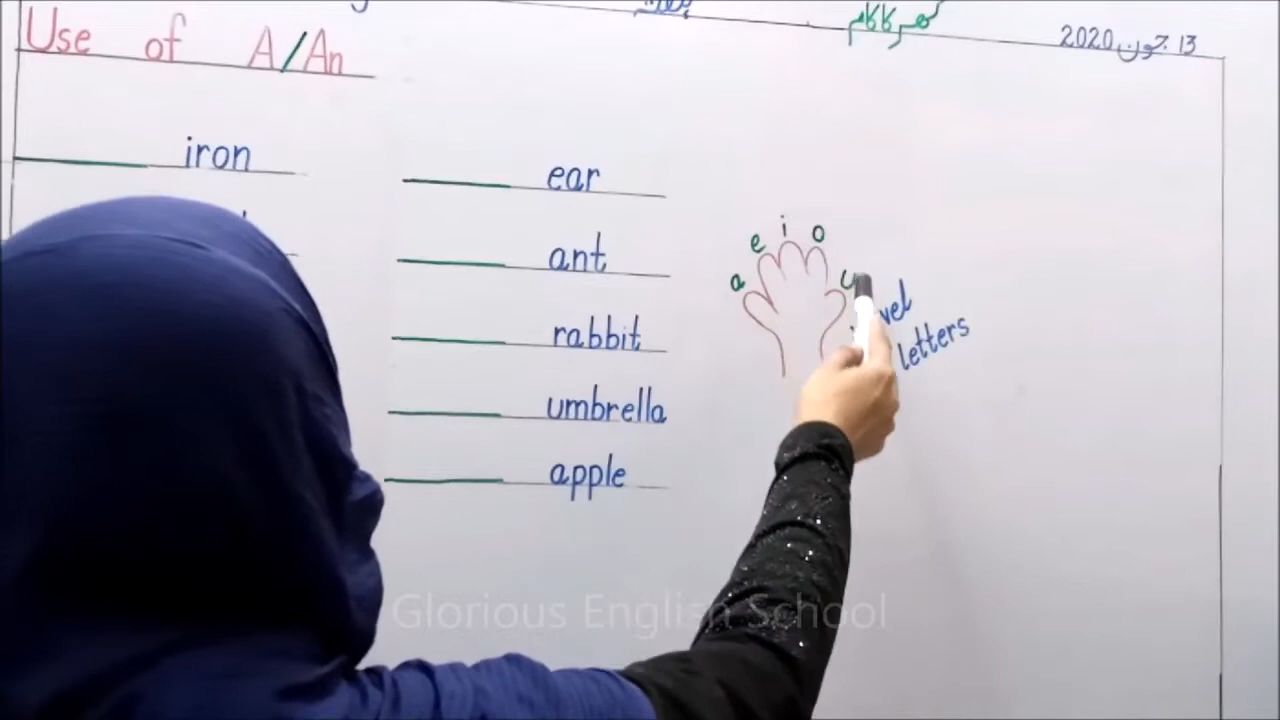 گھر کا کام
13 جون 2020
Use of A/An
iron
ear
ant
rabbit
umbrella
apple
a e i o u
letters
Glorious English School